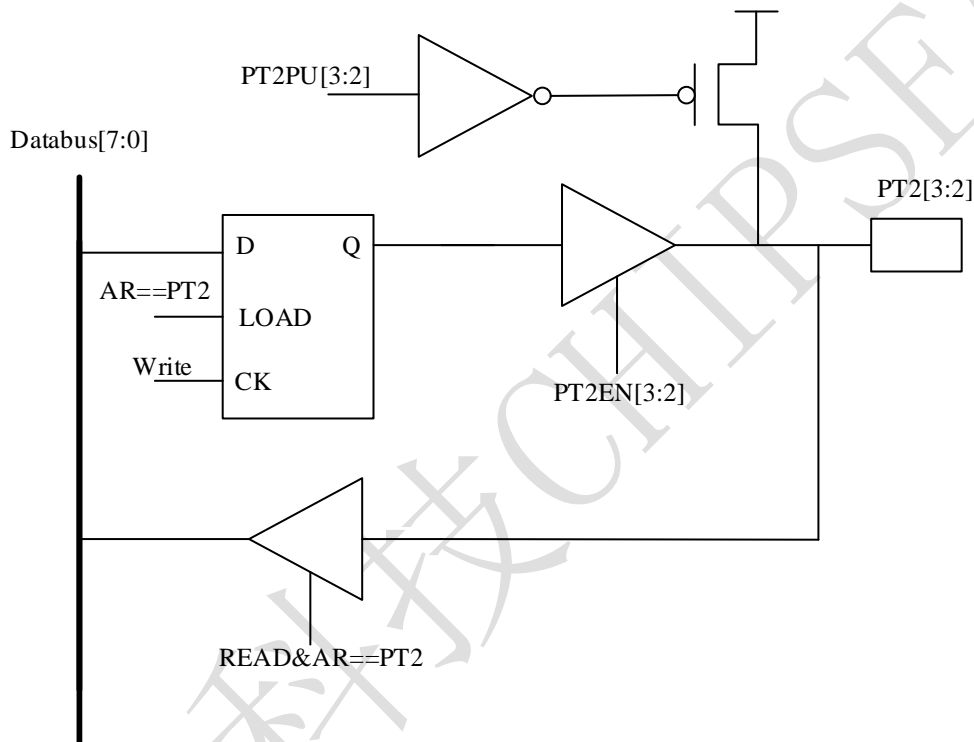 PT2PU[3:2]
Databus[7:0]
PT2[3:2]
D
Q
AR==PT2
LOAD
Write
CK
PT2EN[3:2]
READ&AR==PT2
科技CHIPSE